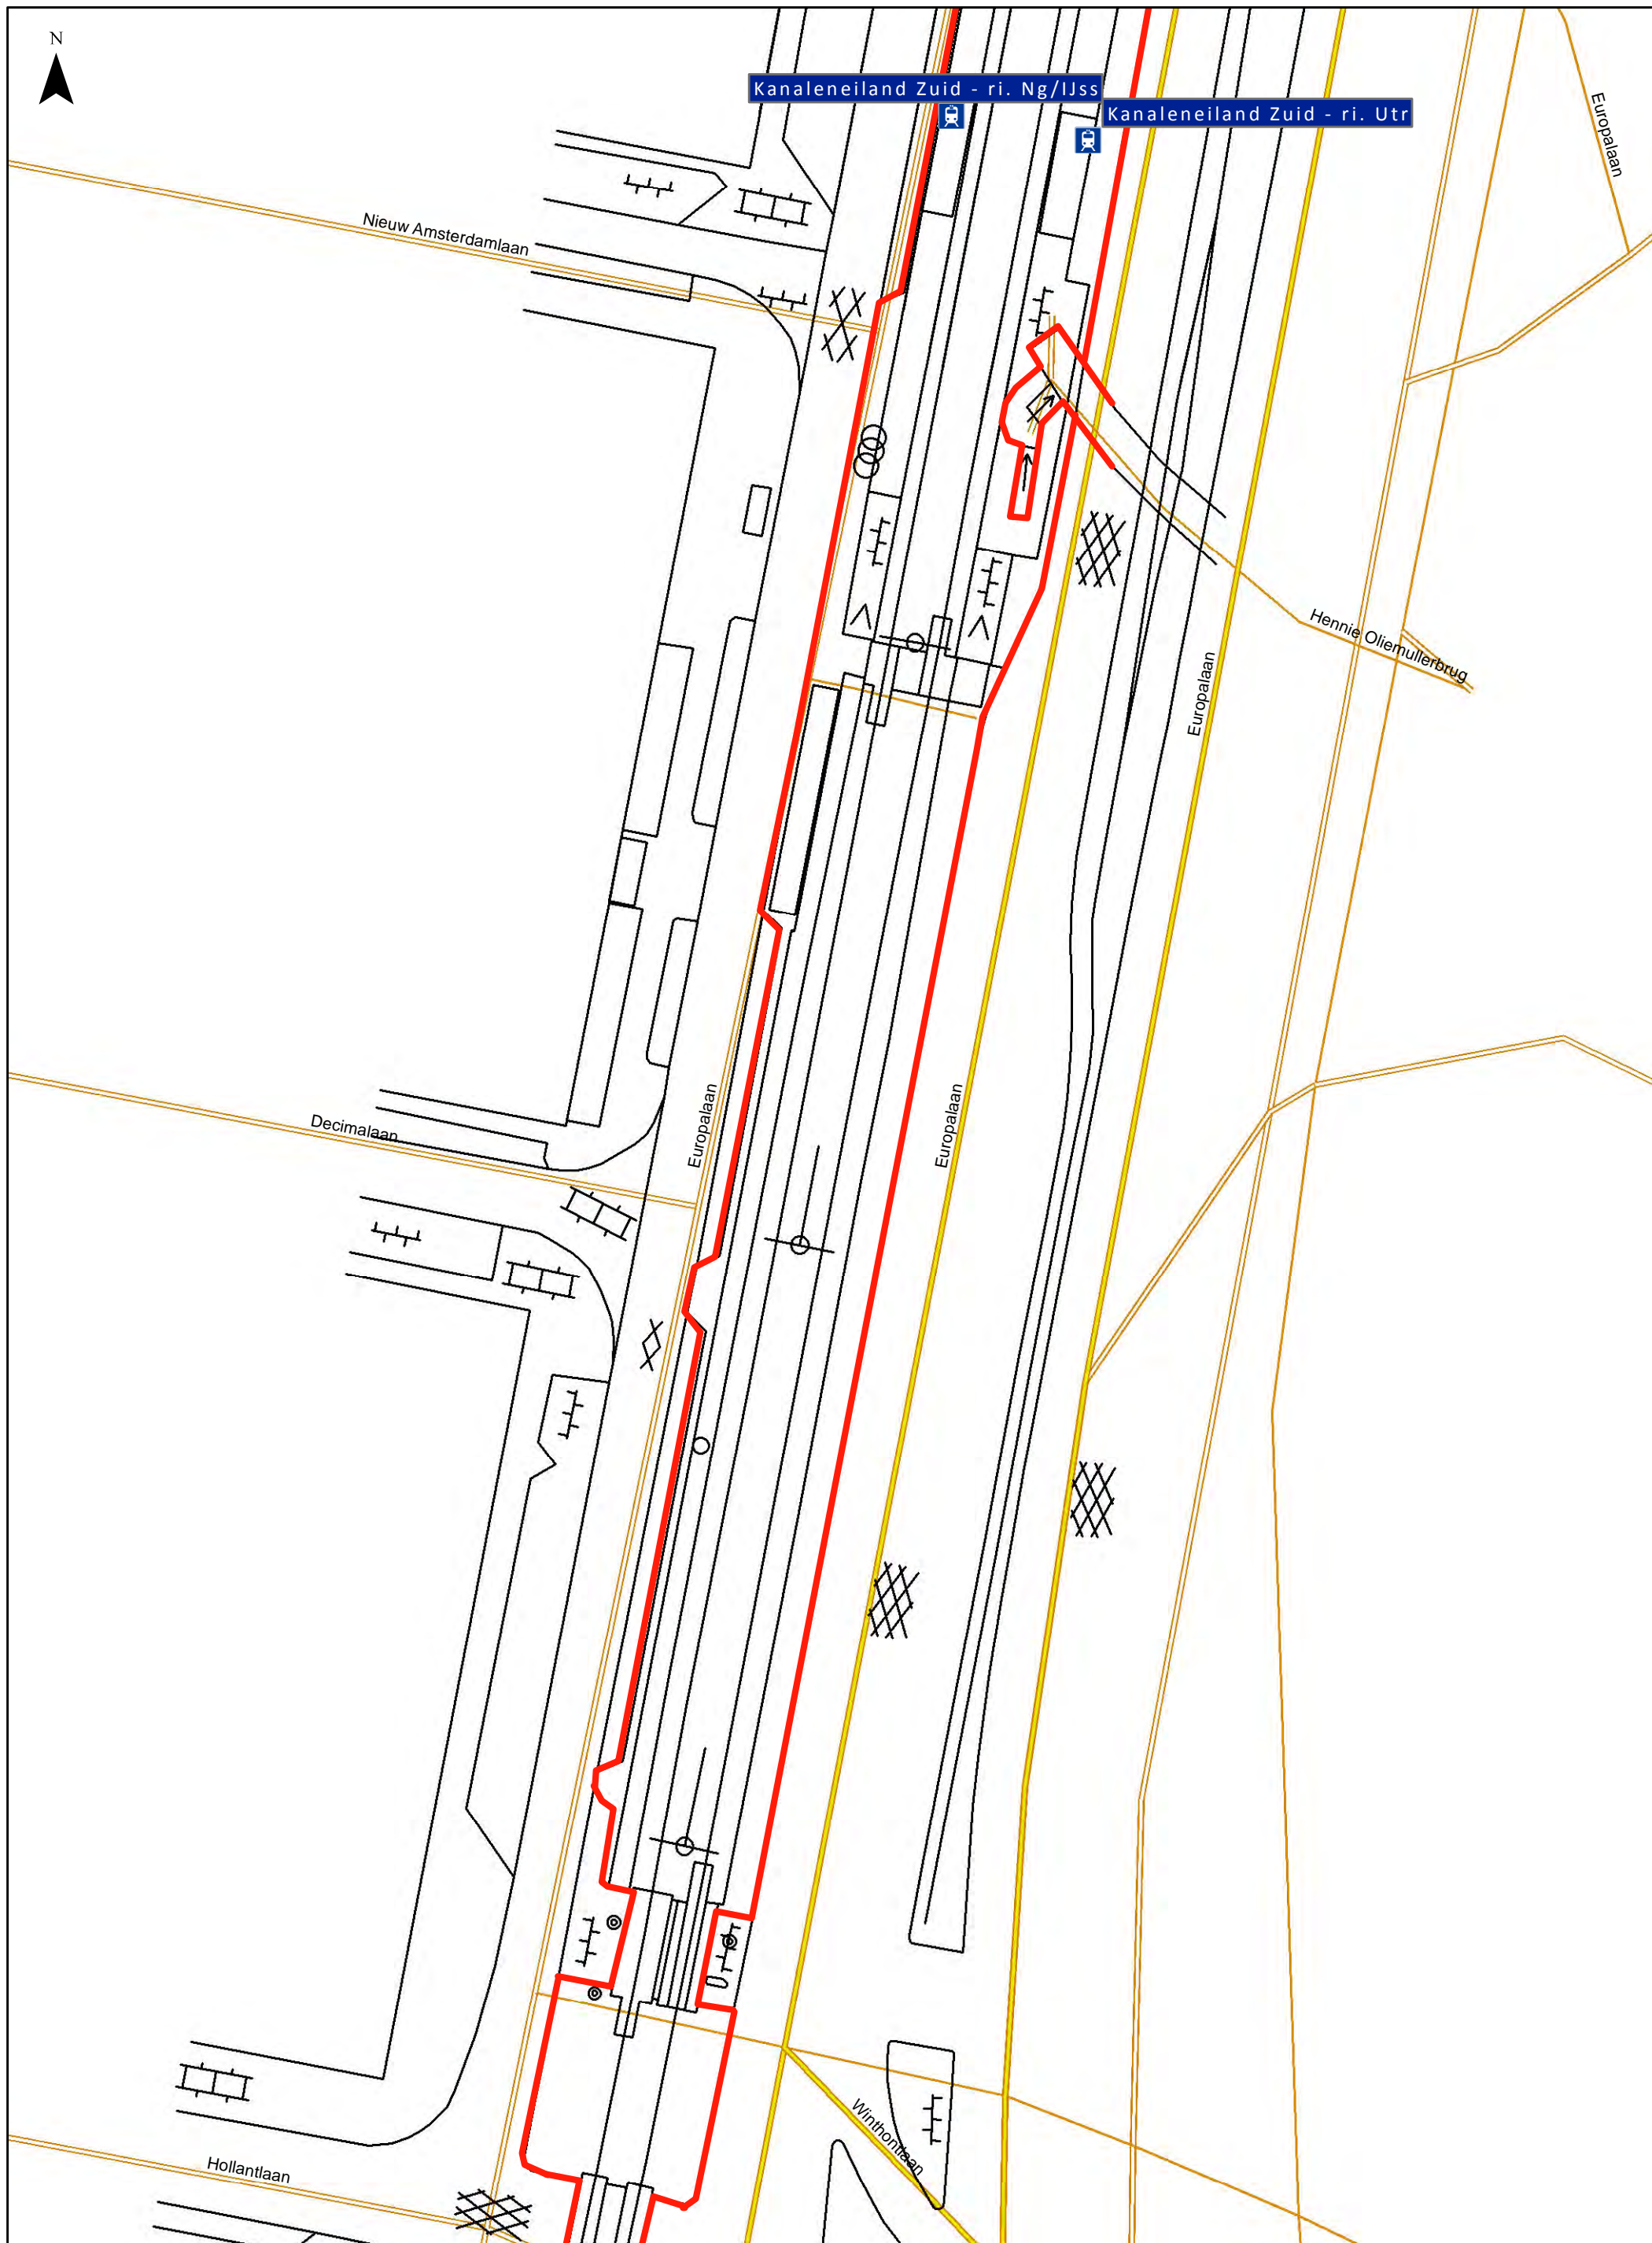 N
Kanaleneiland Zuid - ri. Ng/IJss
Kanaleneiland Zuid - ri. Utr
Europalaan
Nieuw Amsterdamlaan
Hennie Oliemullerbrug
Europalaan
Decimalaan
Europalaan
Europalaan
Winthontlaan
Hollantlaan